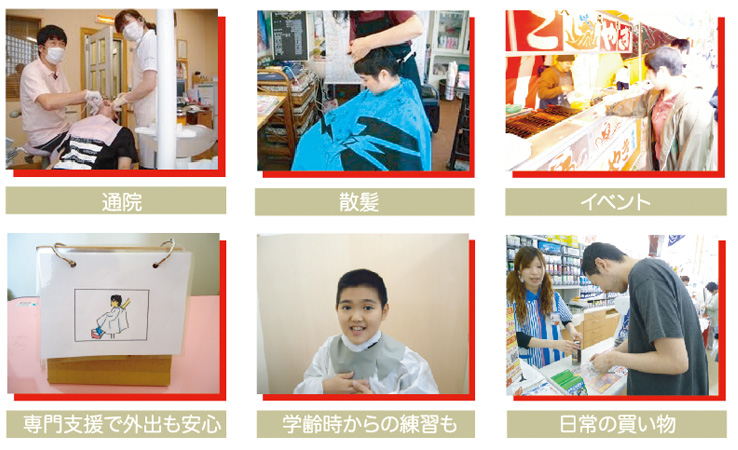 通院
散髪
イベント
専門支援で外出も安心
学齢時からの練習も
日常の買い物